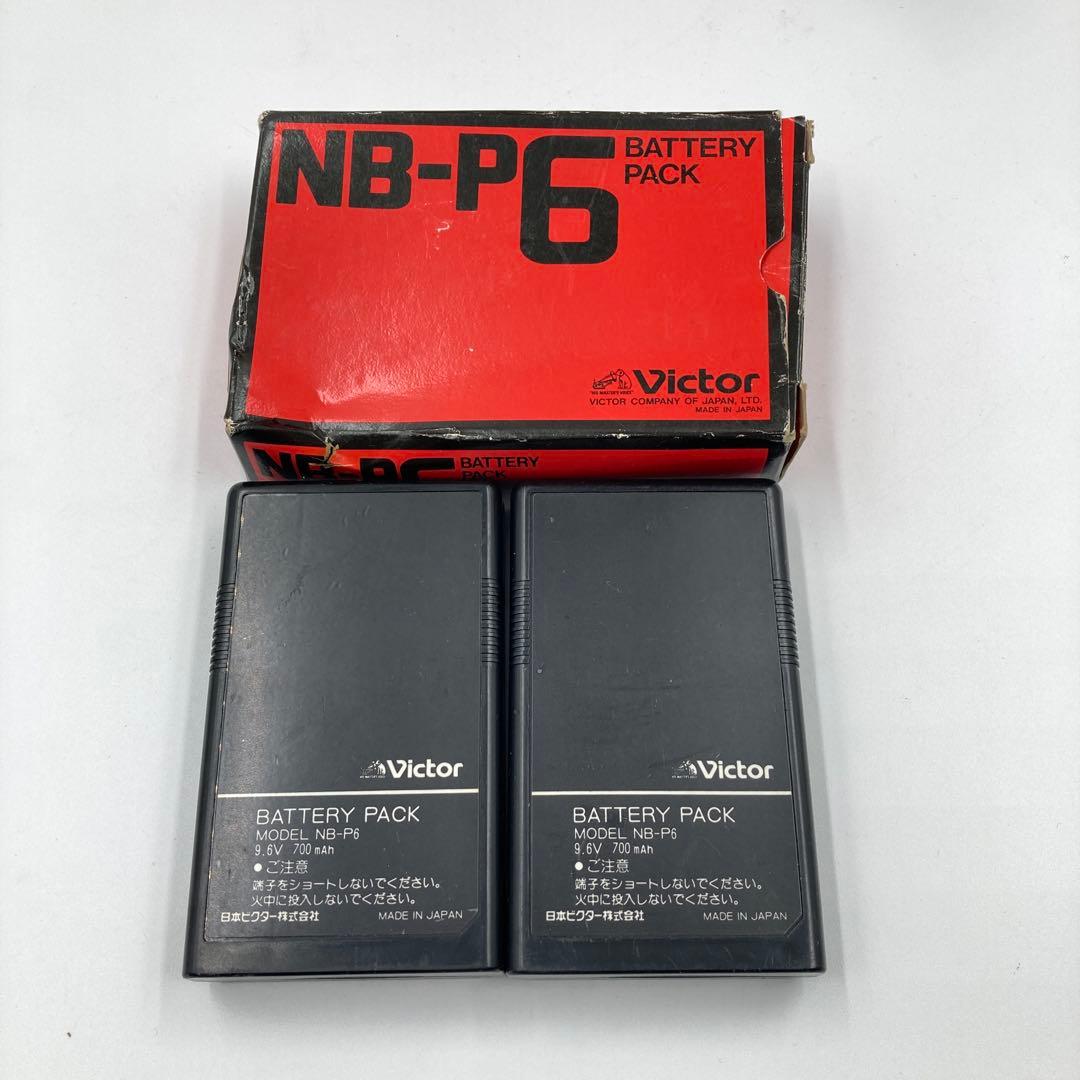 NB-P6
BATTERY
PACK
"HIS MASTER'S VOICE"
Victor
VICTOR COMPANY OF JAPAN, LTD.
MADE IN JAPAN
NB-P6
BATTERY
PACK
Victor
BATTERY PACK
MODEL NB-P6
9.6V 700mAh
●ご注意
端子をショートしないでください。
火中に投入しないでください。
日本ビクター株式会社
MADE IN JAPAN
Victor
BATTERY PACK
MODEL NB-P6
9.6V 700mAh
●ご注意
端子をショートしないでください。
火中に投入しないでください。
日本ビクター株式会社
MADE IN JAPAN